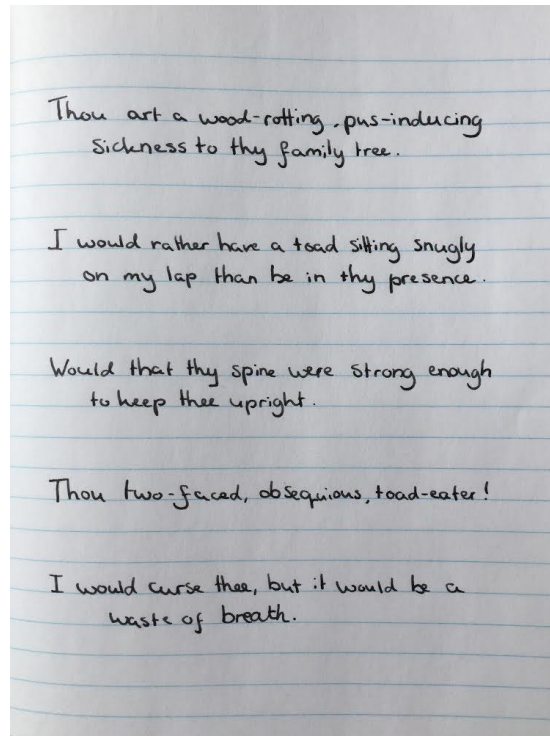 Thou art a wood-rotting, pus-inducing
Sickness to thy family tree.
I would rather have a toad sitting snugly
on my lap than be in thy presence.
Would that thy spine were strong enough
to keep thee upright.
Thou two-faced, obsequious, toad-eater!
I would curse thee, but it would be a
waste of breath.